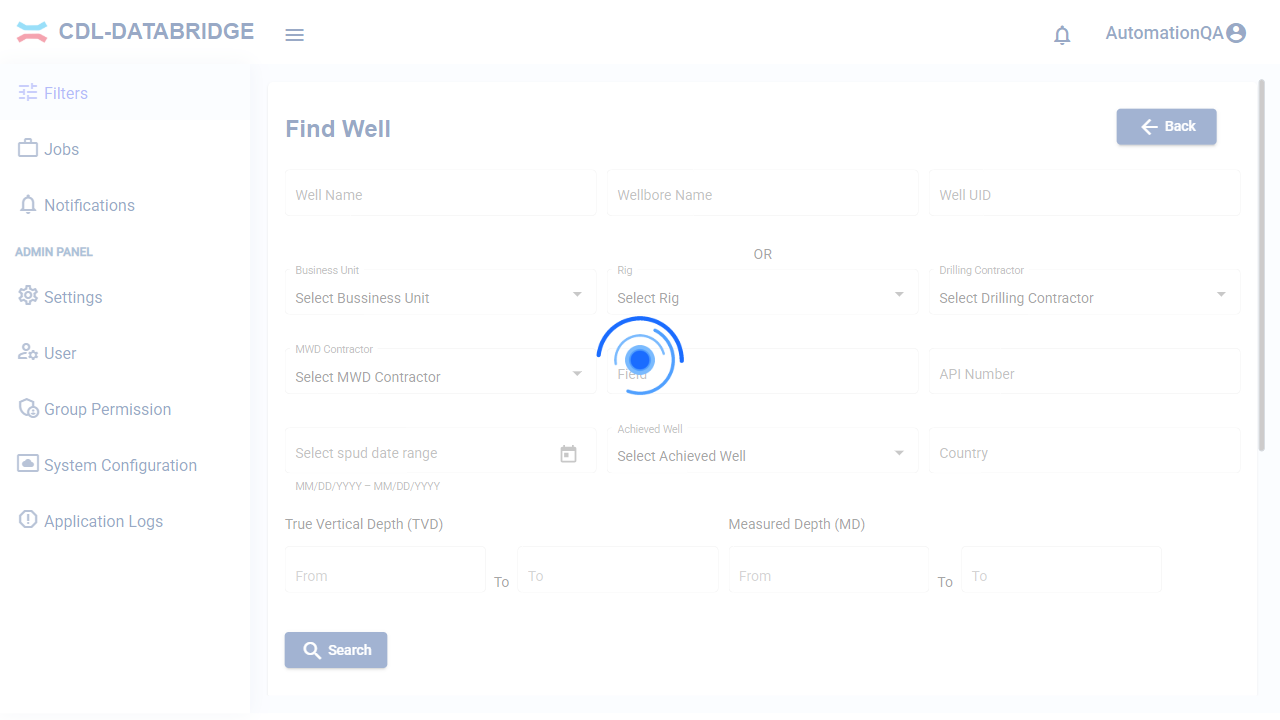 CDL-DATABRIDGE
AutomationQA
Filters
Jobs
Notifications
ADMIN PANEL
Settings
User
Group Permission
System Configuration
Application Logs
Find Well
Back
Well Name
Wellbore Name
Well UID
OR
Business Unit
Rig
Drilling Contractor
Select Bussiness Unit
Select Rig
Select Drilling Contractor
MWD Contractor
Select MWD Contractor
Field
API Number
Achieved Well
Select spud date range
Select Achieved Well
Country
MM/DD/YYYY – MM/DD/YYYY
True Vertical Depth (TVD)
Measured Depth (MD)
From
To
To
From
To
To
Search